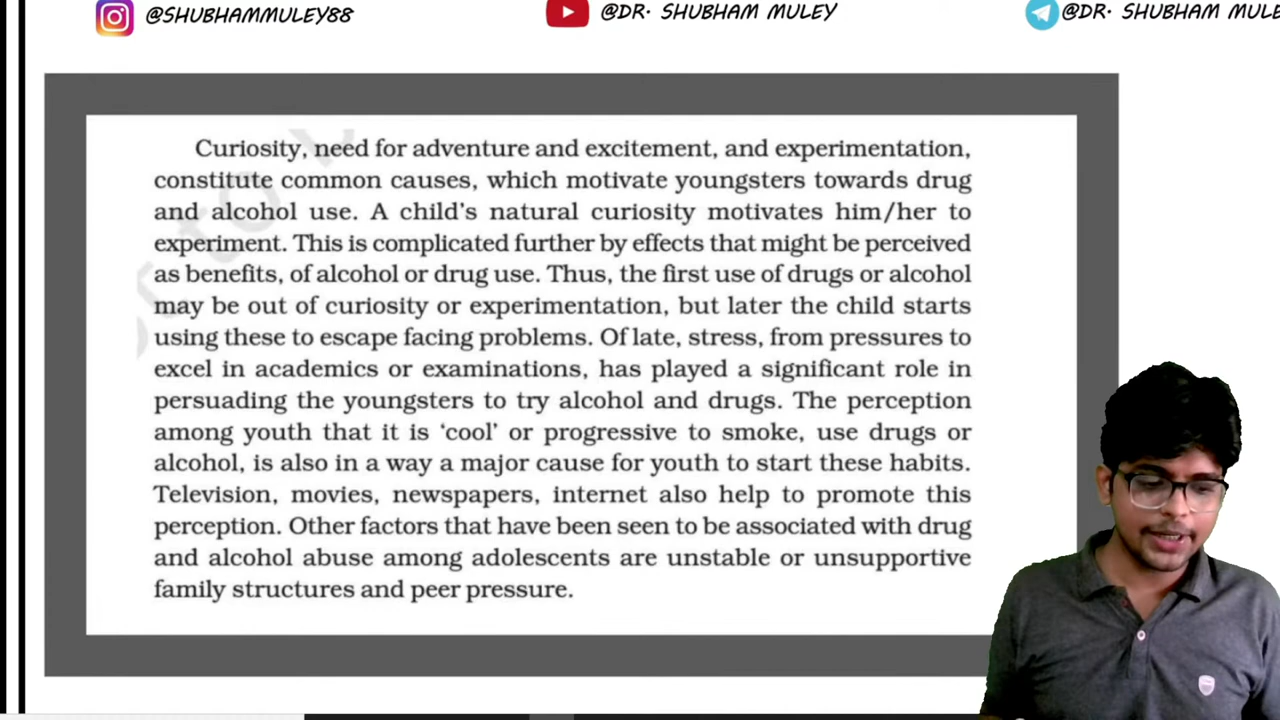 @SHUBHAMMULEY88 @DR. SHUBHAM MULEY @DR. SHUBHAM MULE
Curiosity, need for adventure and excitement, and experimentation,
constitute common causes, which motivate youngsters towards drug
and alcohol use. A child's natural curiosity motivates him/her to
experiment. This is complicated further by effects that might be perceived
as benefits, of alcohol or drug use. Thus, the first use of drugs or alcohol
may be out of curiosity or experimentation, but later the child starts
using these to escape facing problems. Of late, stress, from pressures to
excel in academics or examinations, has played a significant role in
persuading the youngsters to try alcohol and drugs. The perception
among youth that it is 'cool' or progressive to smoke, use drugs or
alcohol, is also in a way a major cause for youth to start these habits.
Television, movies, newspapers, internet also help to promote this
perception. Other factors that have been seen to be associated with drug
and alcohol abuse among adolescents are unstable or unsupportive
family structures and peer pressure.